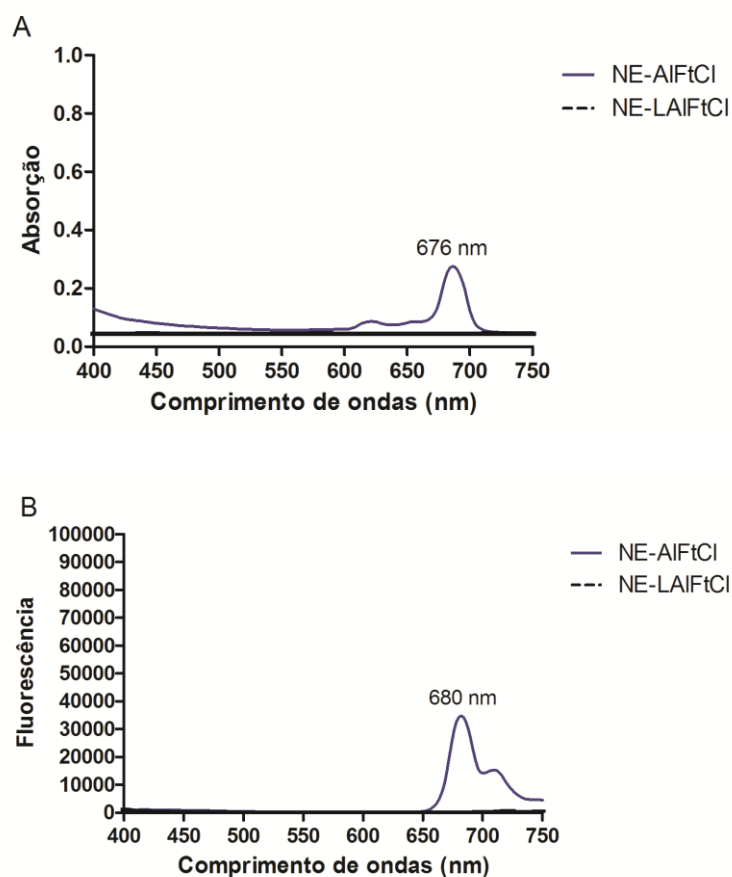 A
1.0
0.8
0.6
0.4
0.2
0.0
Absorção
676 nm
400 450 500 550 600 650 700 750
Comprimento de ondas (nm)
NE-AlFtCl
NE-LAlFtCl
B
100000
90000
80000
70000
60000
50000
40000
30000
20000
10000
0
Fluorescência
680 nm
400 450 500 550 600 650 700 750
Comprimento de ondas (nm)
NE-AlFtCl
NE-LAlFtCl